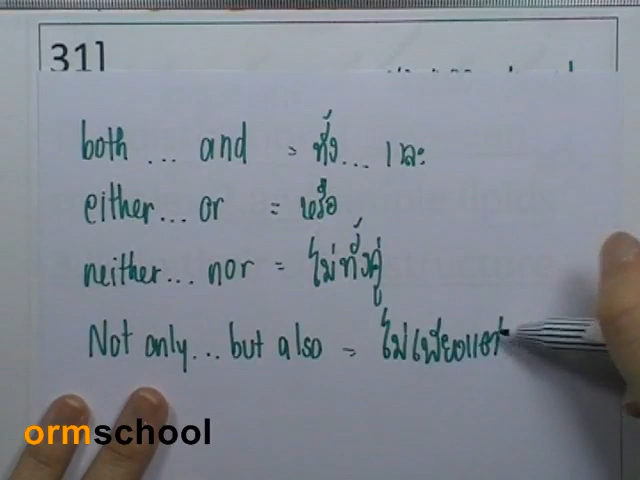 31]
both ... and = ทั้ง... และ
either... or = หรือ
neither... nor = ไม่ทั้งคู่
Not only... but also = ไม่เพียงแต่
ormschool